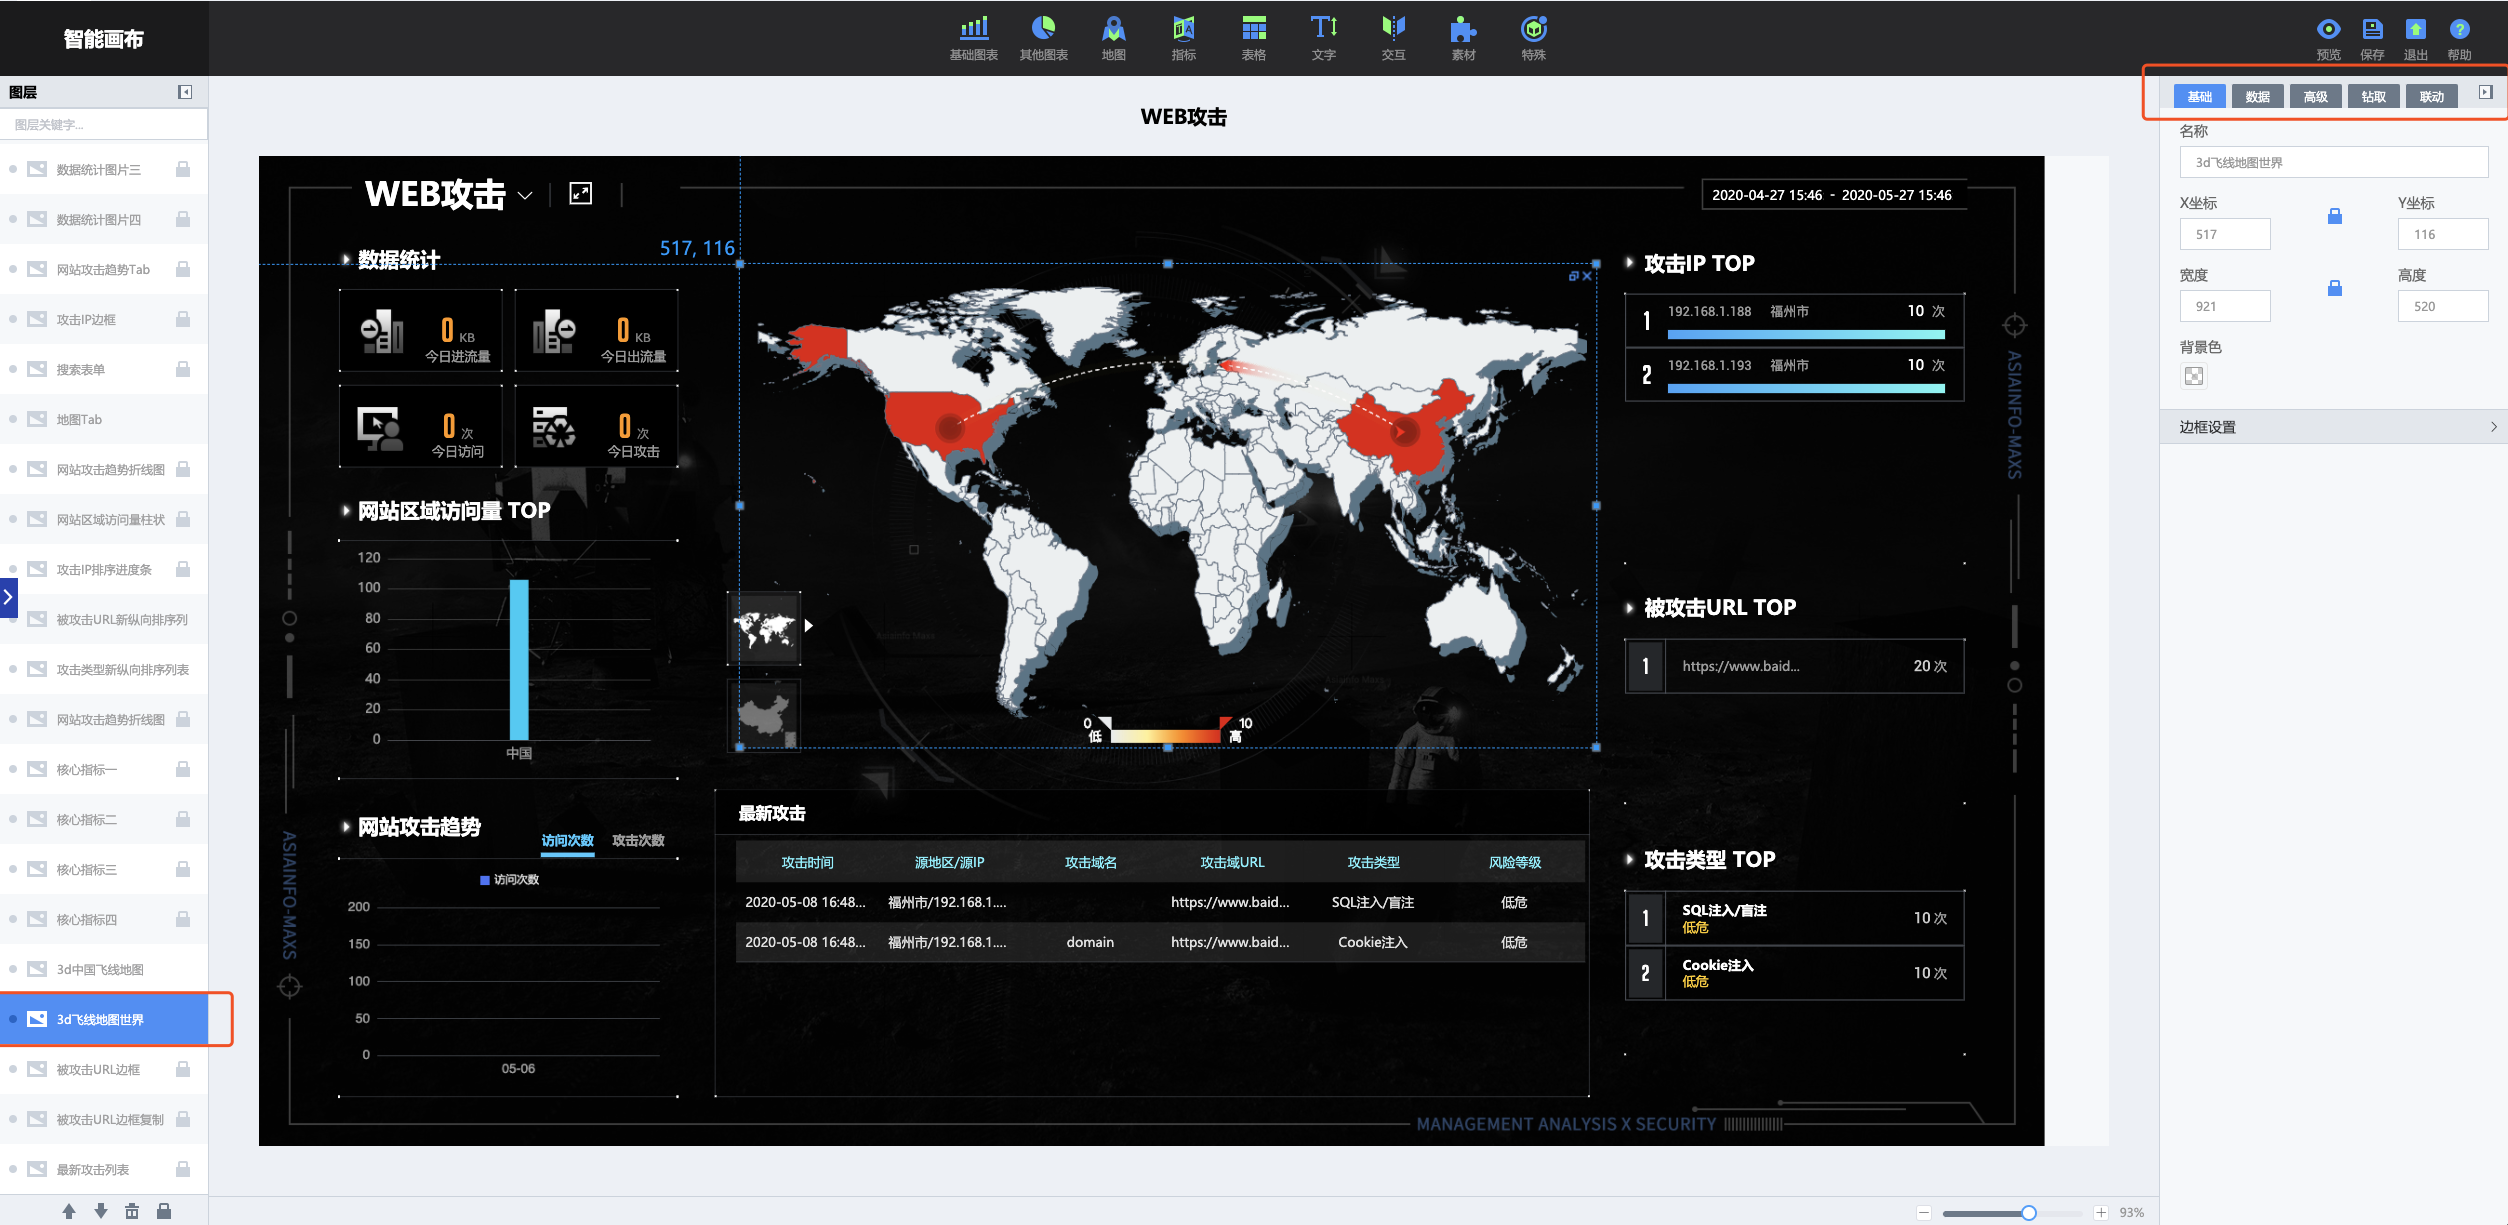 智能画布
基础图表 其他图表 地图 指标 表格 文字 交互 素材 特殊
预览 保存 退出 帮助
图层
图层关键字...
数据统计图片三
数据统计图片四
网站攻击趋势Tab
攻击IP边框
搜索表单
地图Tab
网站攻击趋势折线图
网站区域访问量柱状
攻击IP排序进度条
被攻击URL新纵向排序列
攻击类型新纵向排序列表
网站攻击趋势折线图
核心指标一
核心指标二
核心指标三
核心指标四
3d中国飞线地图
3d飞线地图世界
被攻击URL边框
被攻击URL边框复制
最新攻击列表
WEB攻击
WEB攻击
2020-04-27 15:46 - 2020-05-27 15:46
517, 116
数据统计
0 KB
今日进流量
0 KB
今日出流量
0 次
今日访问
0 次
今日攻击
网站区域访问量 TOP
120
100
80
60
40
20
0
中国
网站攻击趋势
访问次数 攻击次数
访问次数
200
150
100
50
0
05-06
ASIAINFO-MAXS
0 10
低 高
最新攻击
攻击时间 源地区/源IP 攻击域名 攻击域URL 攻击类型 风险等级
2020-05-08 16:48... 福州市/192.168.1.... https://www.baid... SQL注入/盲注 低危
2020-05-08 16:48... 福州市/192.168.1.... domain https://www.baid... Cookie注入 低危
攻击IP TOP
1 192.168.1.188 福州市 10 次
2 192.168.1.193 福州市 10 次
被攻击URL TOP
1 https://www.baid... 20 次
攻击类型 TOP
1 SQL注入/盲注 10 次
低危
2 Cookie注入 10 次
低危
ASIAINFO-MAXS
MANAGEMENT ANALYSIS X SECURITY
基础 数据 高级 钻取 联动
名称
3d飞线地图世界
X坐标 Y坐标
517 116
宽度 高度
921 520
背景色
边框设置
93%